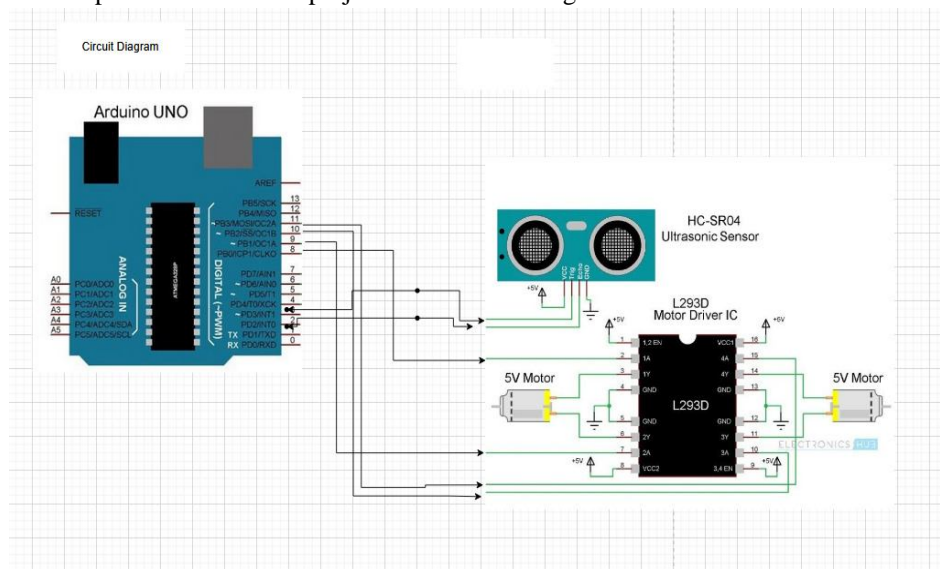 Circuit Diagram
Arduino UNO
AREF
RESET
PB5/SCK 13
PB4/MISO 12
~PB3/MOSI/OC2A 11
~ PB2/SS/OC1B 10
~ PB1/OC1A 9
PB0/ICP1/CLKO 8
PD7/AIN1 7
~ PD6/AIN0 6
~ PD5/T1 5
PD4/T0/XCK 4
~PD3/INT1
PD2/INT0 2
TX PD1/TXD
RX PD0/RXD 0
A0 PC0/ADC0
A1 PC1/ADC1
A2 PC2/ADC2
A3 PC3/ADC3
A4 PC4/ADC4/SDA
A5 PC5/ADC5/SCL
ANALOG IN
ATMEGA328P
DIGITAL (~PWM)
HC-SR04
Ultrasonic Sensor
VCC
Trig
Echo
GND
+5V
L293D
Motor Driver IC
+5V
+5V
1 1,2 EN VCC1 16
2 1A 4A 15
3 1Y 4Y 14
4 GND GND 13
5 GND GND 12
6 2Y 3Y 11
7 2A 3A 10
8 VCC2 3,4 EN 9
L293D
5V Motor
5V Motor
+5V
+5V
ELECTRONICS HUB